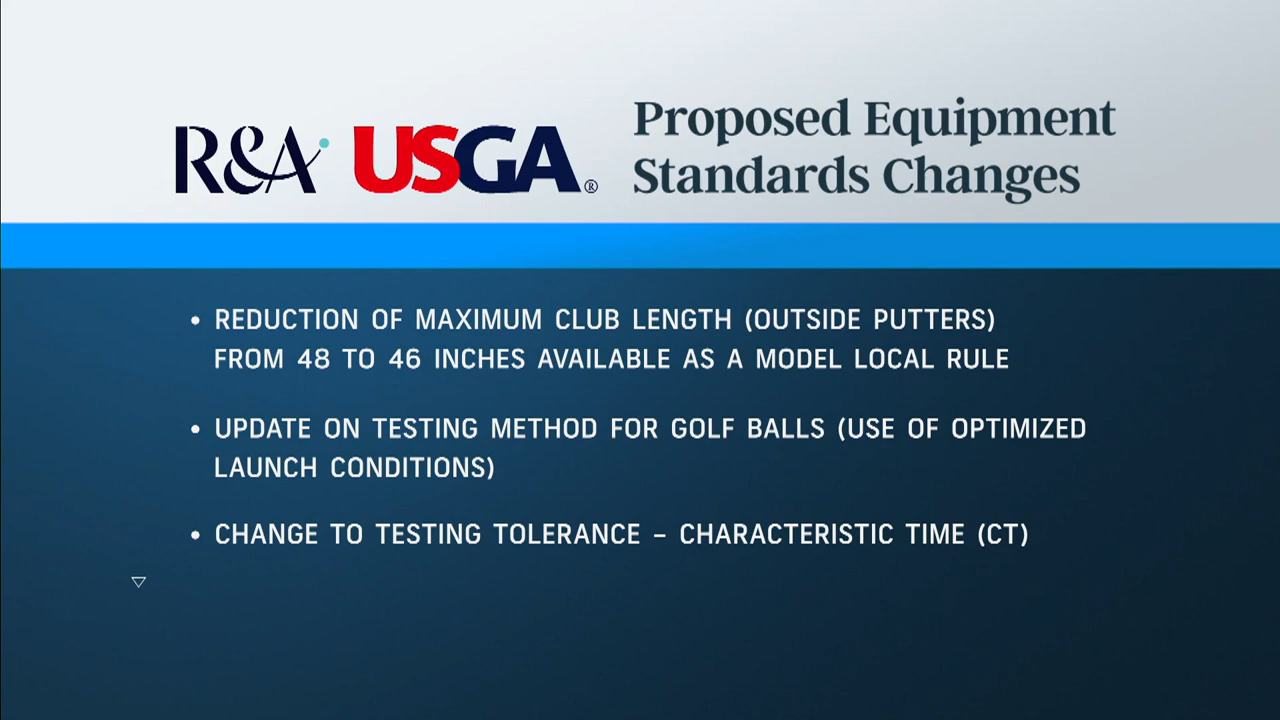 R&A USGA® Proposed Equipment
Standards Changes
• REDUCTION OF MAXIMUM CLUB LENGTH (OUTSIDE PUTTERS)
FROM 48 TO 46 INCHES AVAILABLE AS A MODEL LOCAL RULE
• UPDATE ON TESTING METHOD FOR GOLF BALLS (USE OF OPTIMIZED
LAUNCH CONDITIONS)
• CHANGE TO TESTING TOLERANCE – CHARACTERISTIC TIME (CT)